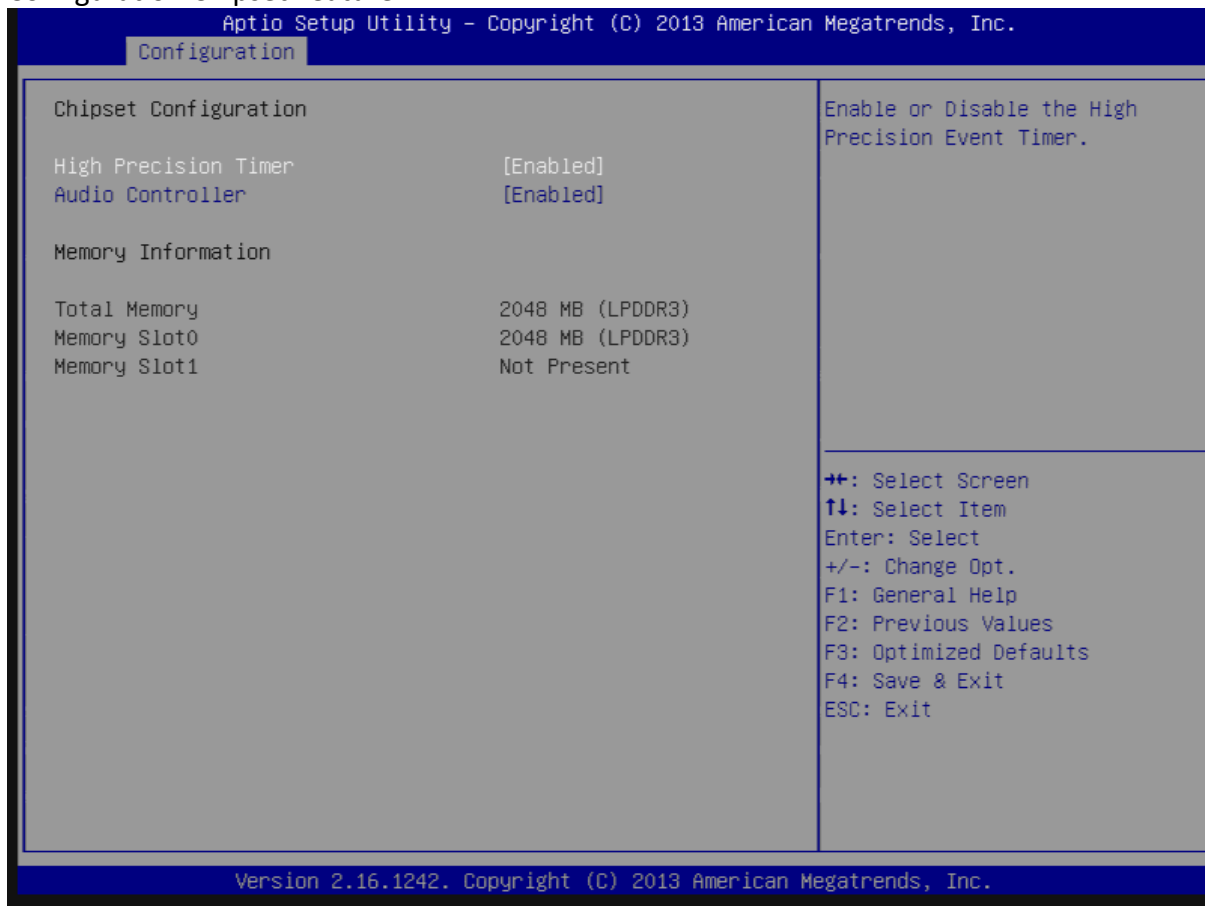 Aptio Setup Utility – Copyright (C) 2013 American Megatrends, Inc.
Configuration
Chipset Configuration
High Precision Timer [Enabled]
Audio Controller [Enabled]
Memory Information
Total Memory 2048 MB (LPDDR3)
Memory Slot0 2048 MB (LPDDR3)
Memory Slot1 Not Present
Enable or Disable the High
Precision Event Timer.
→←: Select Screen
↑↓: Select Item
Enter: Select
+/-: Change Opt.
F1: General Help
F2: Previous Values
F3: Optimized Defaults
F4: Save & Exit
ESC: Exit
Version 2.16.1242. Copyright (C) 2013 American Megatrends, Inc.